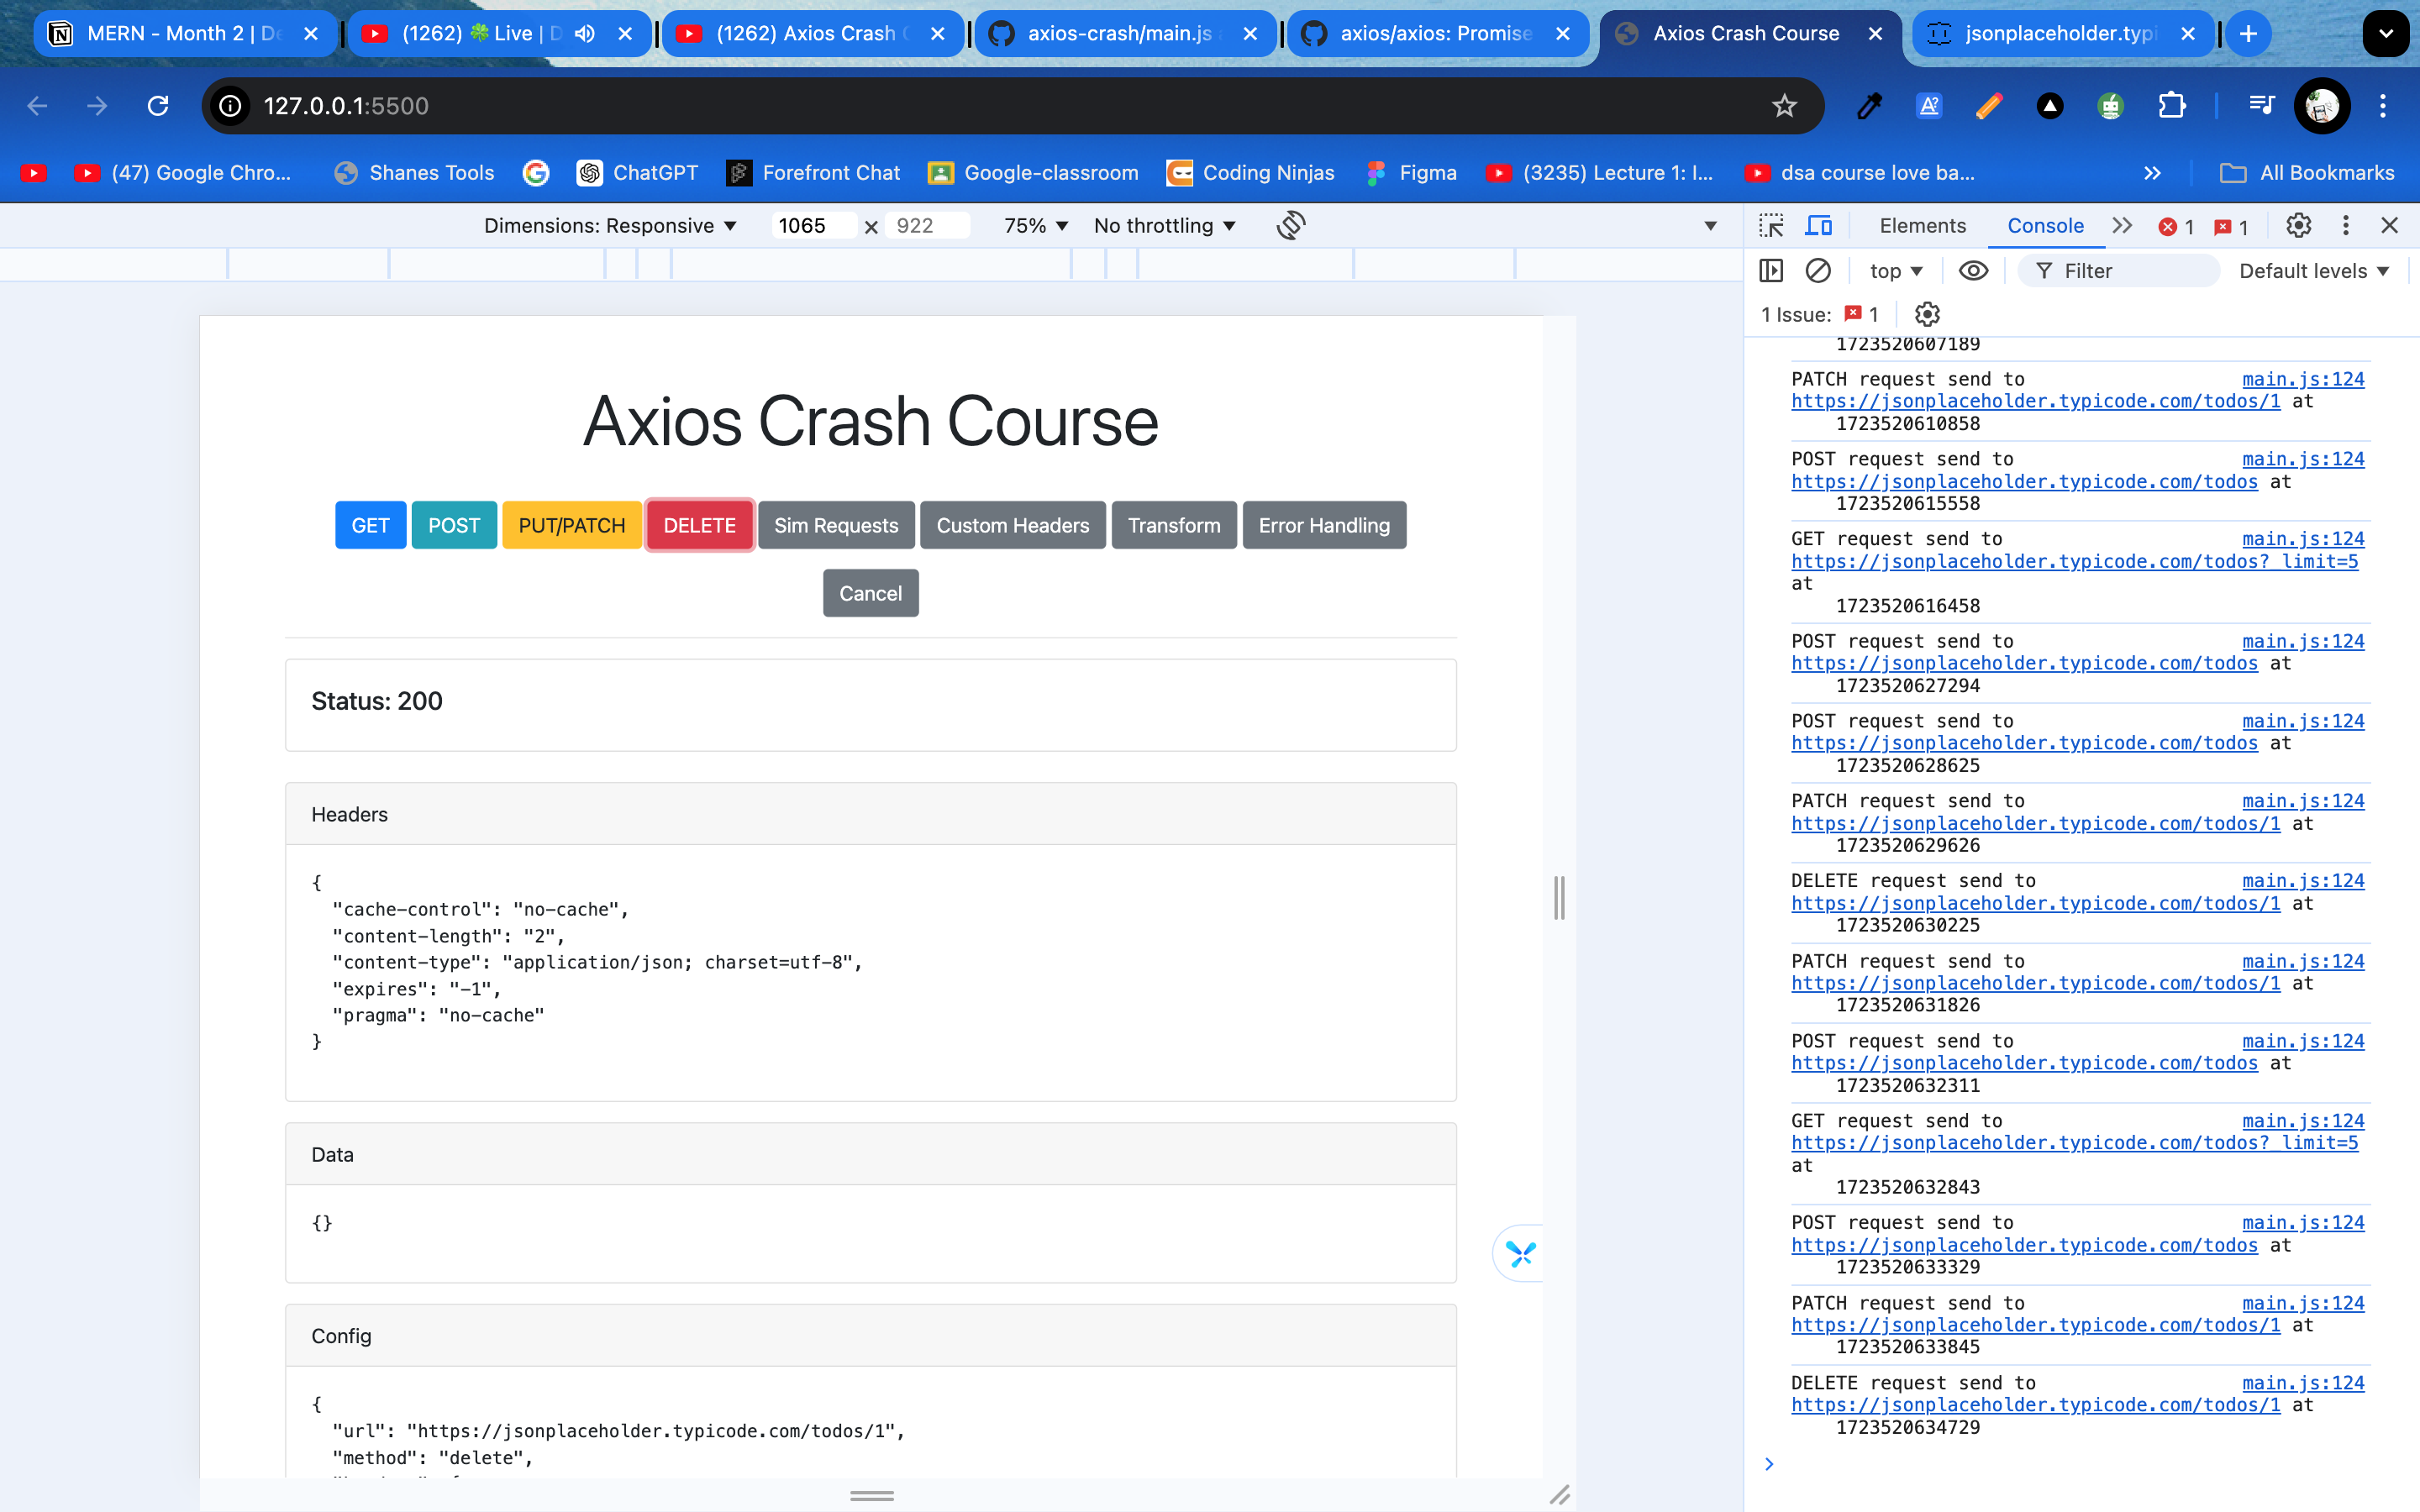 MERN - Month 2 | De
(1262) 🍀Live | D
(1262) Axios Crash C
axios-crash/main.js
axios/axios: Promise
Axios Crash Course
jsonplaceholder.typi
127.0.0.1:5500
(47) Google Chro...
Shanes Tools
ChatGPT
Forefront Chat
Google-classroom
Coding Ninjas
Figma
(3235) Lecture 1: I...
dsa course love ba...
All Bookmarks
Dimensions: Responsive
1065 x 922
75%
No throttling
Elements
Console
1
1
top
Filter
Default levels
1 Issue: 1
Axios Crash Course
GET
POST
PUT/PATCH
DELETE
Sim Requests
Custom Headers
Transform
Error Handling
Cancel
Status: 200
Headers
{
"cache-control": "no-cache",
"content-length": "2",
"content-type": "application/json; charset=utf-8",
"expires": "-1",
"pragma": "no-cache"
}
Data
{}
Config
{
"url": "https://jsonplaceholder.typicode.com/todos/1",
"method": "delete",
1723520607189
PATCH request send to main.js:124
https://jsonplaceholder.typicode.com/todos/1 at
1723520610858
POST request send to main.js:124
https://jsonplaceholder.typicode.com/todos at
1723520615558
GET request send to main.js:124
https://jsonplaceholder.typicode.com/todos?_limit=5
at
1723520616458
POST request send to main.js:124
https://jsonplaceholder.typicode.com/todos at
1723520627294
POST request send to main.js:124
https://jsonplaceholder.typicode.com/todos at
1723520628625
PATCH request send to main.js:124
https://jsonplaceholder.typicode.com/todos/1 at
1723520629626
DELETE request send to main.js:124
https://jsonplaceholder.typicode.com/todos/1 at
1723520630225
PATCH request send to main.js:124
https://jsonplaceholder.typicode.com/todos/1 at
1723520631826
POST request send to main.js:124
https://jsonplaceholder.typicode.com/todos at
1723520632311
GET request send to main.js:124
https://jsonplaceholder.typicode.com/todos?_limit=5
at
1723520632843
POST request send to main.js:124
https://jsonplaceholder.typicode.com/todos at
1723520633329
PATCH request send to main.js:124
https://jsonplaceholder.typicode.com/todos/1 at
1723520633845
DELETE request send to main.js:124
https://jsonplaceholder.typicode.com/todos/1 at
1723520634729